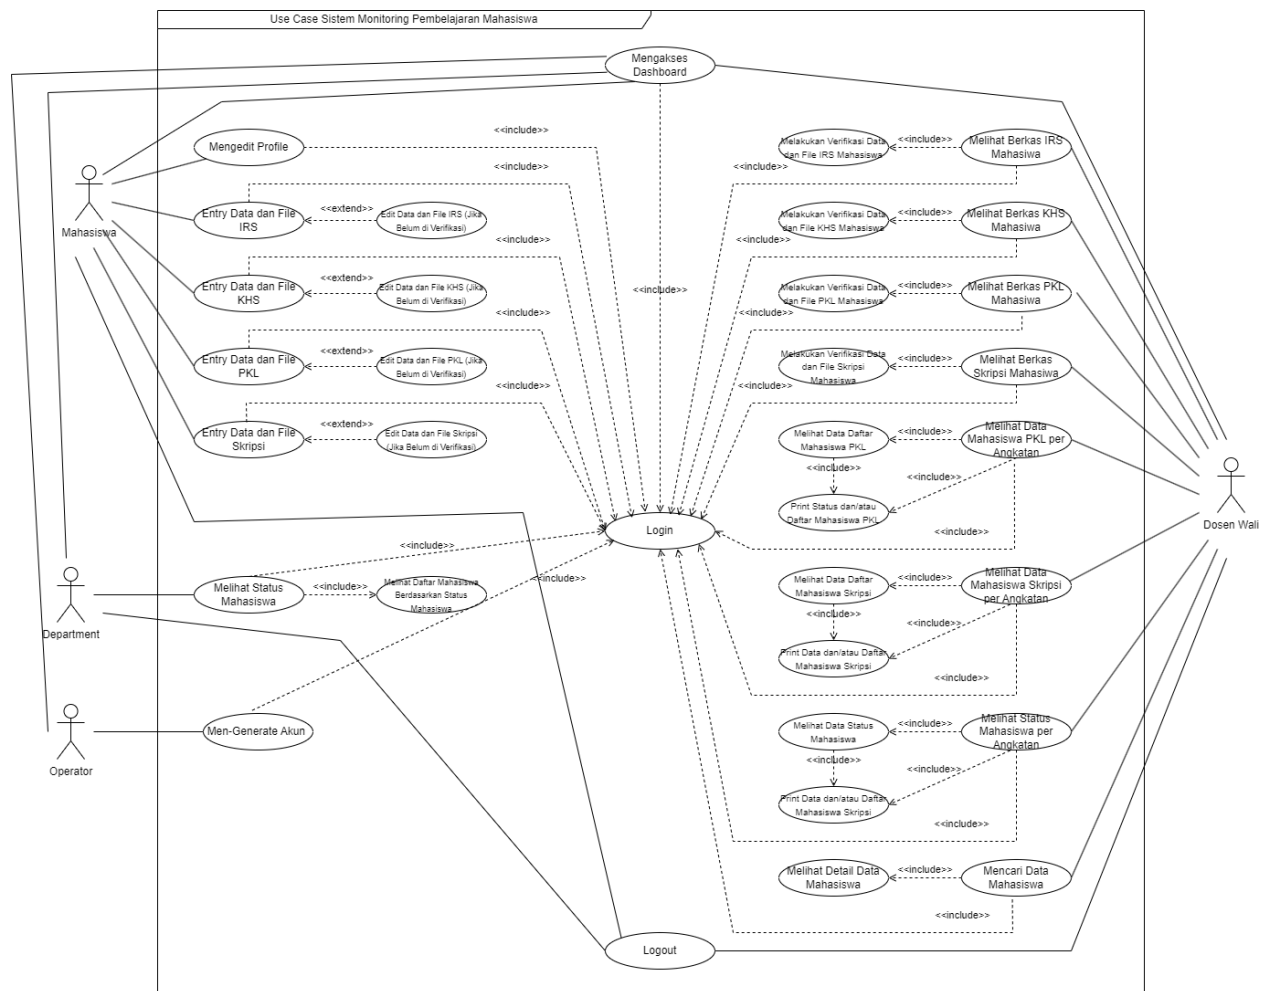 Use Case Sistem Monitoring Pembelajaran Mahasiswa
Mengakses
Dashboard
<<include>>
Mengedit Profile
<<include>>
Melakukan Verifikasi Data
dan File IRS Mahasiswa
<<include>>
Melihat Berkas IRS
Mahasiwa
Mahasiswa
<<include>>
Entry Data dan File
IRS
<<extend>>
Edit Data dan File IRS (Jika
Belum di Verifikasi)
<<include>>
Melakukan Verifikasi Data
dan File KHS Mahasiswa
<<include>>
Melihat Berkas KHS
Mahasiwa
<<include>>
Entry Data dan File
KHS
<<extend>>
Edit Data dan File KHS (Jika
Belum di Verifikasi)
<<include>>
Melakukan Verifikasi Data
dan File PKL Mahasiswa
<<include>>
Melihat Berkas PKL
Mahasiwa
<<include>>
<<include>>
Entry Data dan File
PKL
<<extend>>
Edit Data dan File PKL (Jika
Belum di Verifikasi)
<<include>>
Melakukan Verifikasi Data
dan File Skripsi
Mahasiswa
<<include>>
Melihat Berkas
Skripsi Mahasiwa
<<include>>
Entry Data dan File
Skripsi
<<extend>>
Edit Data dan File Skripsi
(Jika Belum di Verifikasi)
Melihat Data Daftar
Mahasiswa PKL
<<include>>
Melihat Data
Mahasiswa PKL per
Angkatan
<<include>>
<<include>>
Print Status dan/atau
Daftar Mahasiswa PKL
<<include>>
Login
Dosen Wali
<<include>>
Melihat Status
Mahasiswa
<<include>>
Melihat Daftar Mahasiswa
Berdasarkan Status
Mahasiswa
<<include>>
Department
Melihat Data Daftar
Mahasiswa Skripsi
<<include>>
Melihat Data
Mahasiswa Skripsi
per Angkatan
<<include>>
<<include>>
Print Data dan/atau Daftar
Mahasiswa Skripsi
<<include>>
Men-Generate Akun
Operator
Melihat Data Status
Mahasiswa
<<include>>
Melihat Status
Mahasiswa per
Angkatan
<<include>>
<<include>>
Print Data dan/atau Daftar
Mahasiswa Skripsi
<<include>>
Melihat Detail Data
Mahasiswa
<<include>>
Mencari Data
Mahasiswa
<<include>>
Logout